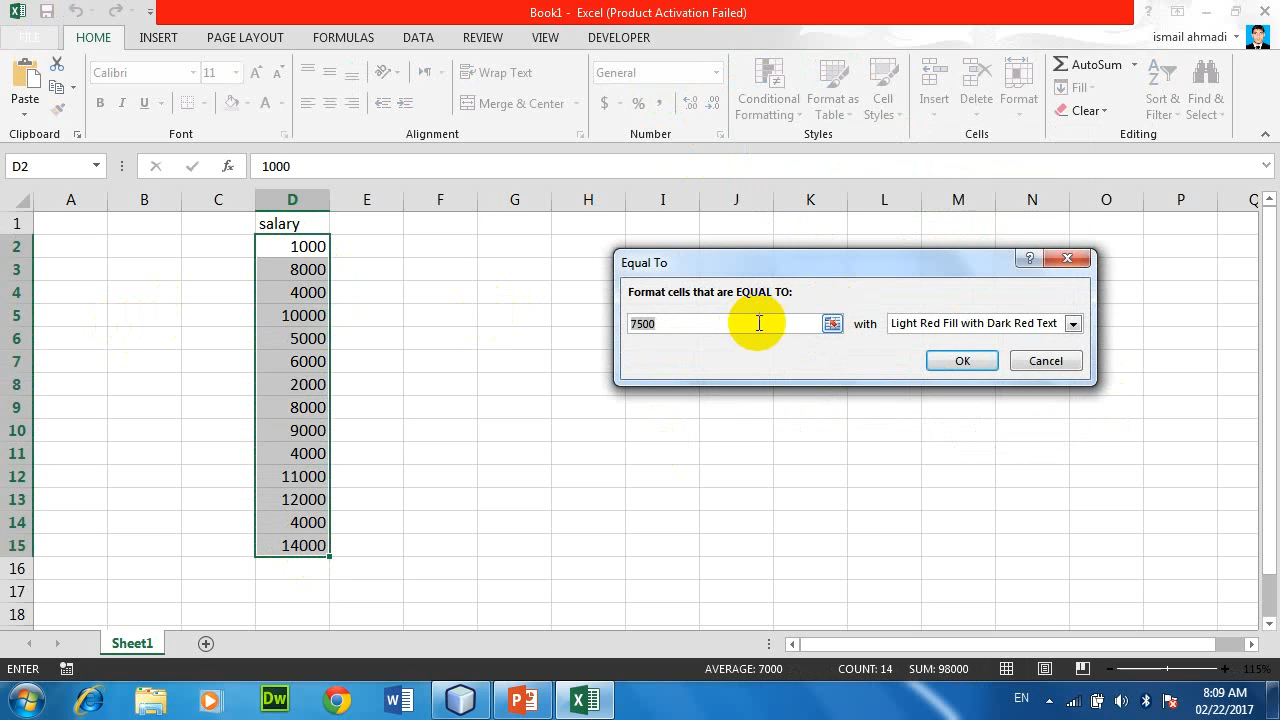 Book1 - Excel (Product Activation Failed)
FILE HOME INSERT PAGE LAYOUT FORMULAS DATA REVIEW VIEW DEVELOPER ismail ahmadi
Paste
Calibri 11
B I U
Wrap Text
Merge & Center
General
$ % ,
Conditional Formatting
Format as Table
Cell Styles
Insert Delete Format
AutoSum
Fill
Clear
Sort & Filter
Find & Select
Clipboard Font Alignment Number Styles Cells Editing
D2 fx 1000
A B C D E F G H I J K L M N O P Q
1 salary
2 1000
3 8000
4 4000
5 10000
6 5000
7 6000
8 2000
9 8000
10 9000
11 4000
12 11000
13 12000
14 4000
15 14000
16
17
18
Equal To
Format cells that are EQUAL TO:
7500 with Light Red Fill with Dark Red Text
OK Cancel
Sheet1
ENTER AVERAGE: 7000 COUNT: 14 SUM: 98000 115%
EN 8:09 AM
02/22/2017